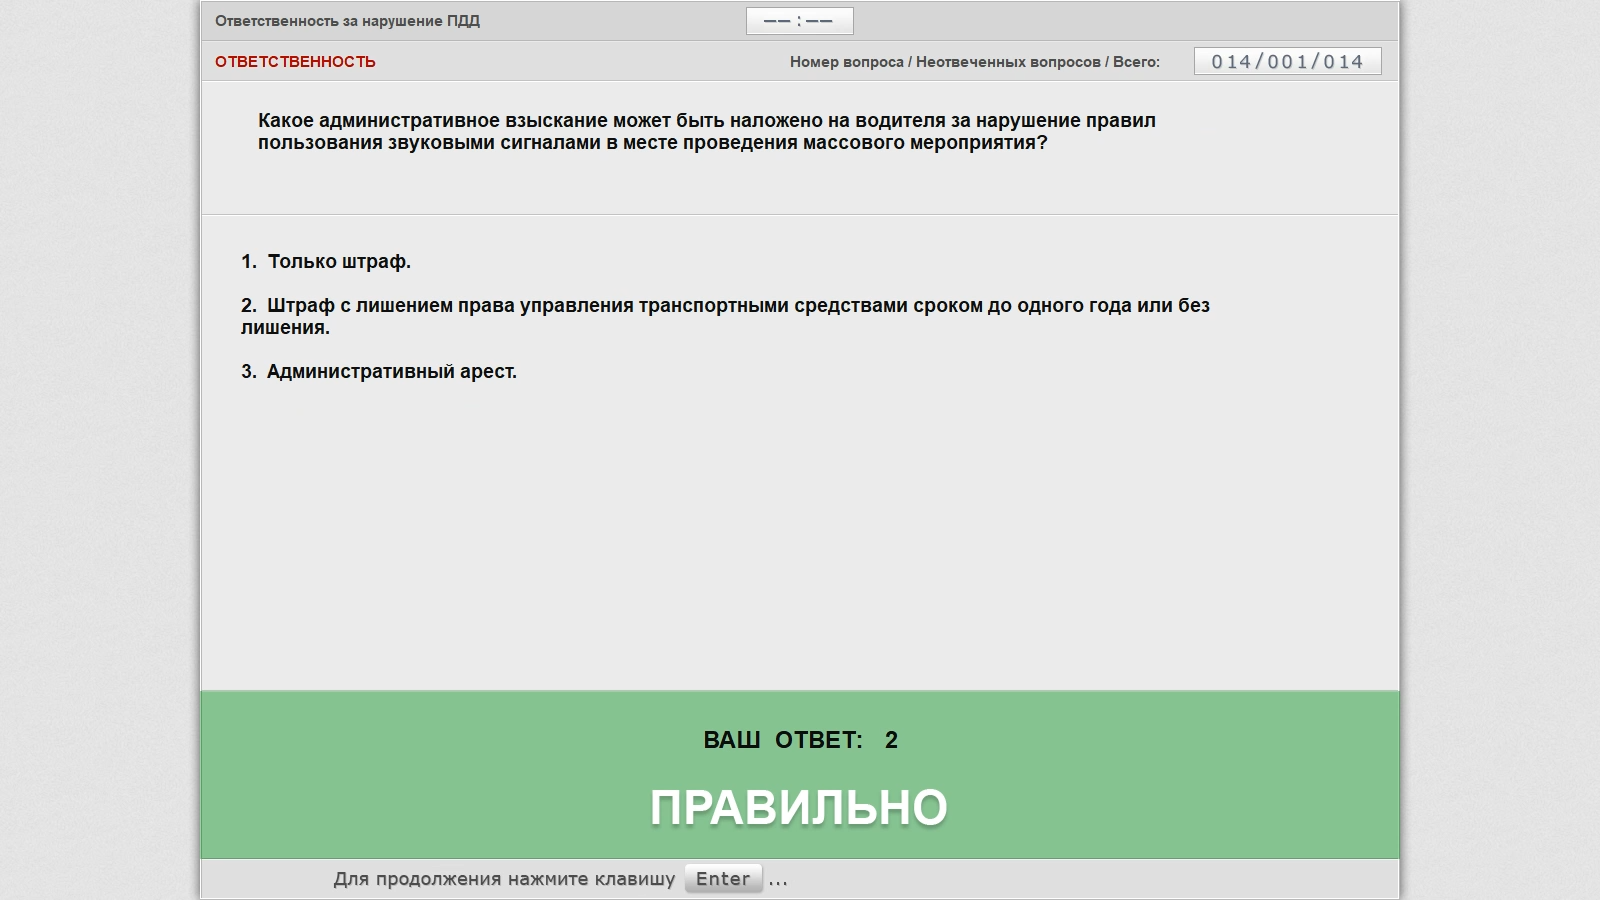 Ответственность за нарушение ПДД
——:——
ОТВЕТСТВЕННОСТЬ
Номер вопроса / Неотвеченных вопросов / Всего:
014/001/014
Какое административное взыскание может быть наложено на водителя за нарушение правил
пользования звуковыми сигналами в месте проведения массового мероприятия?
1. Только штраф.
2. Штраф с лишением права управления транспортными средствами сроком до одного года или без
лишения.
3. Административный арест.
ВАШ ОТВЕТ: 2
ПРАВИЛЬНО
Для продолжения нажмите клавишу Enter ...